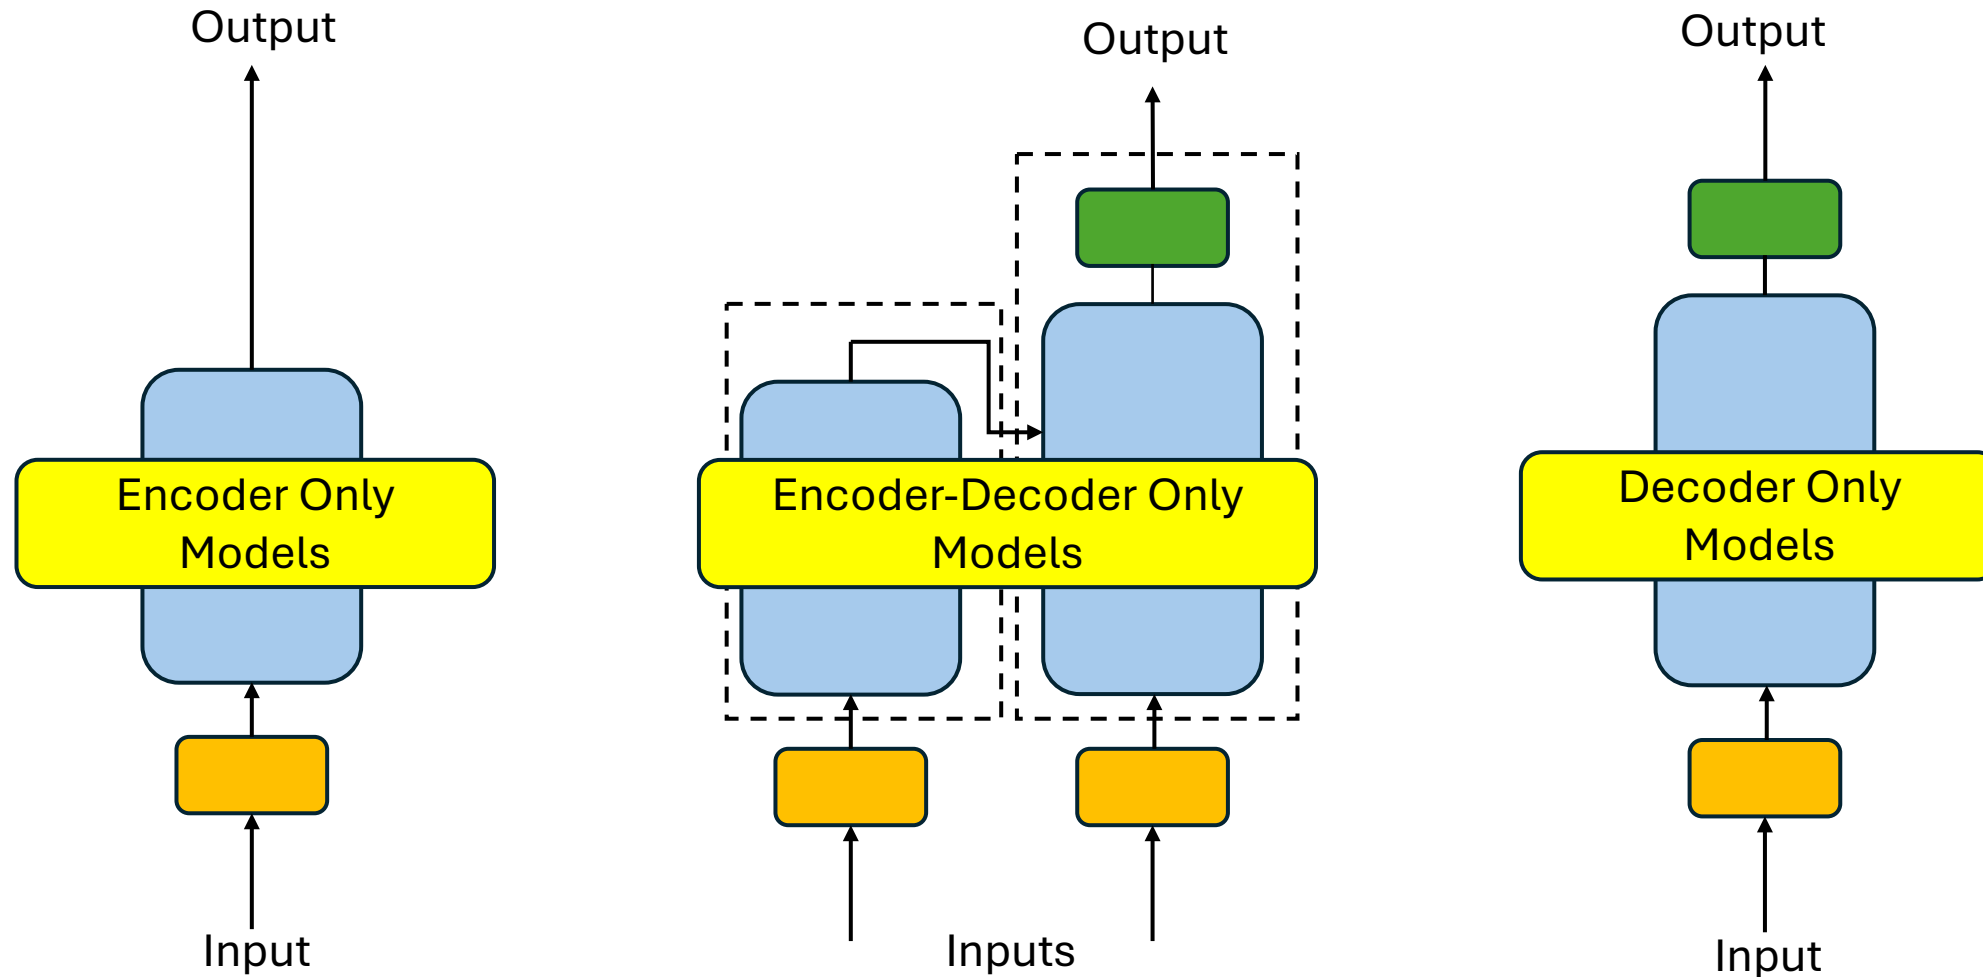 Output
Output
Output
Encoder Only
Models
Encoder-Decoder Only
Models
Decoder Only
Models
Input
Inputs
Input